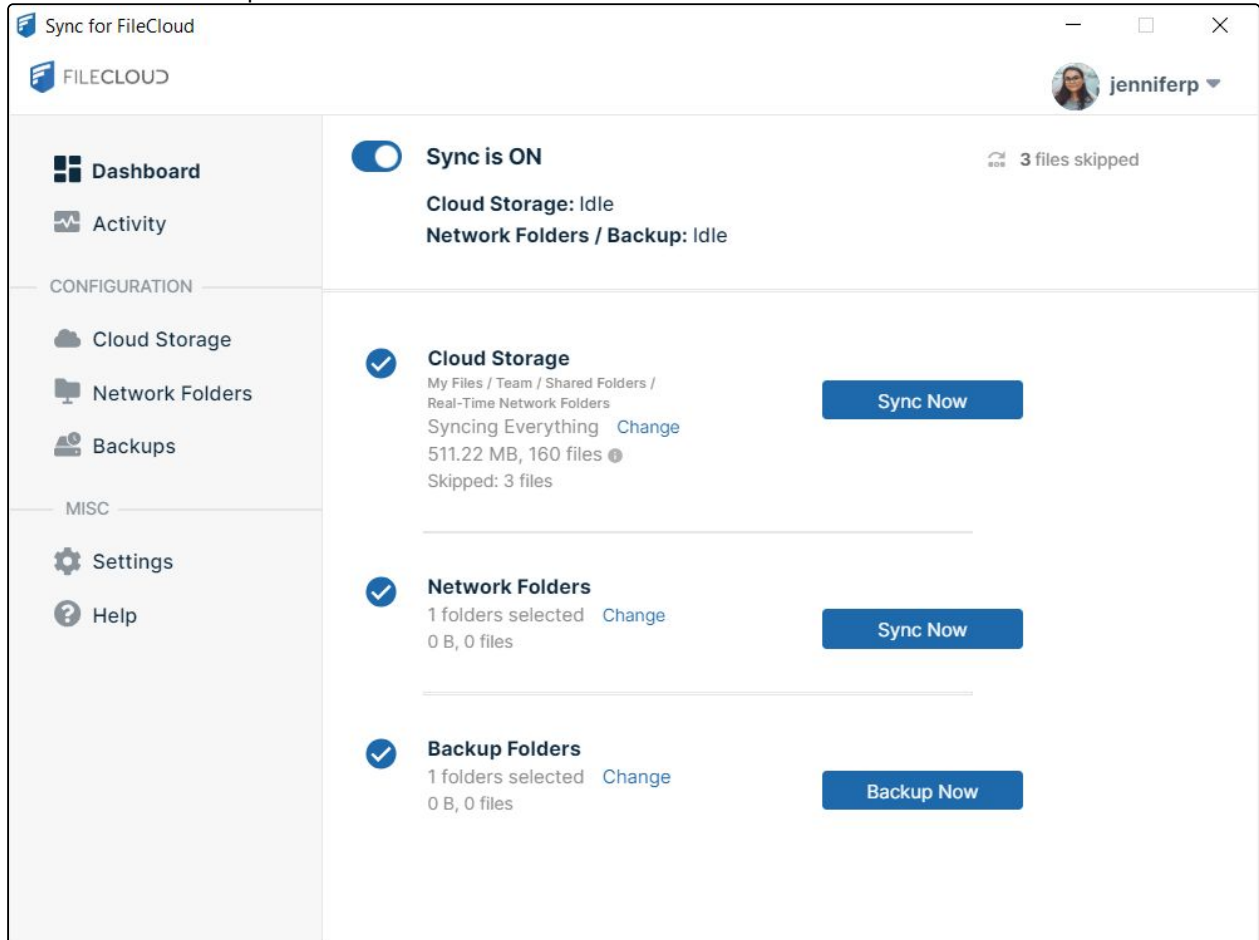 Sync for FileCloud
FILECLOUD
jenniferp
Dashboard
Activity
CONFIGURATION
Cloud Storage
Network Folders
Backups
MISC
Settings
Help
Sync is ON
3 files skipped
Cloud Storage: Idle
Network Folders / Backup: Idle
Cloud Storage
My Files / Team / Shared Folders /
Real-Time Network Folders
Syncing Everything Change
511.22 MB, 160 files
Skipped: 3 files
Sync Now
Network Folders
1 folders selected Change
0 B, 0 files
Sync Now
Backup Folders
1 folders selected Change
0 B, 0 files
Backup Now